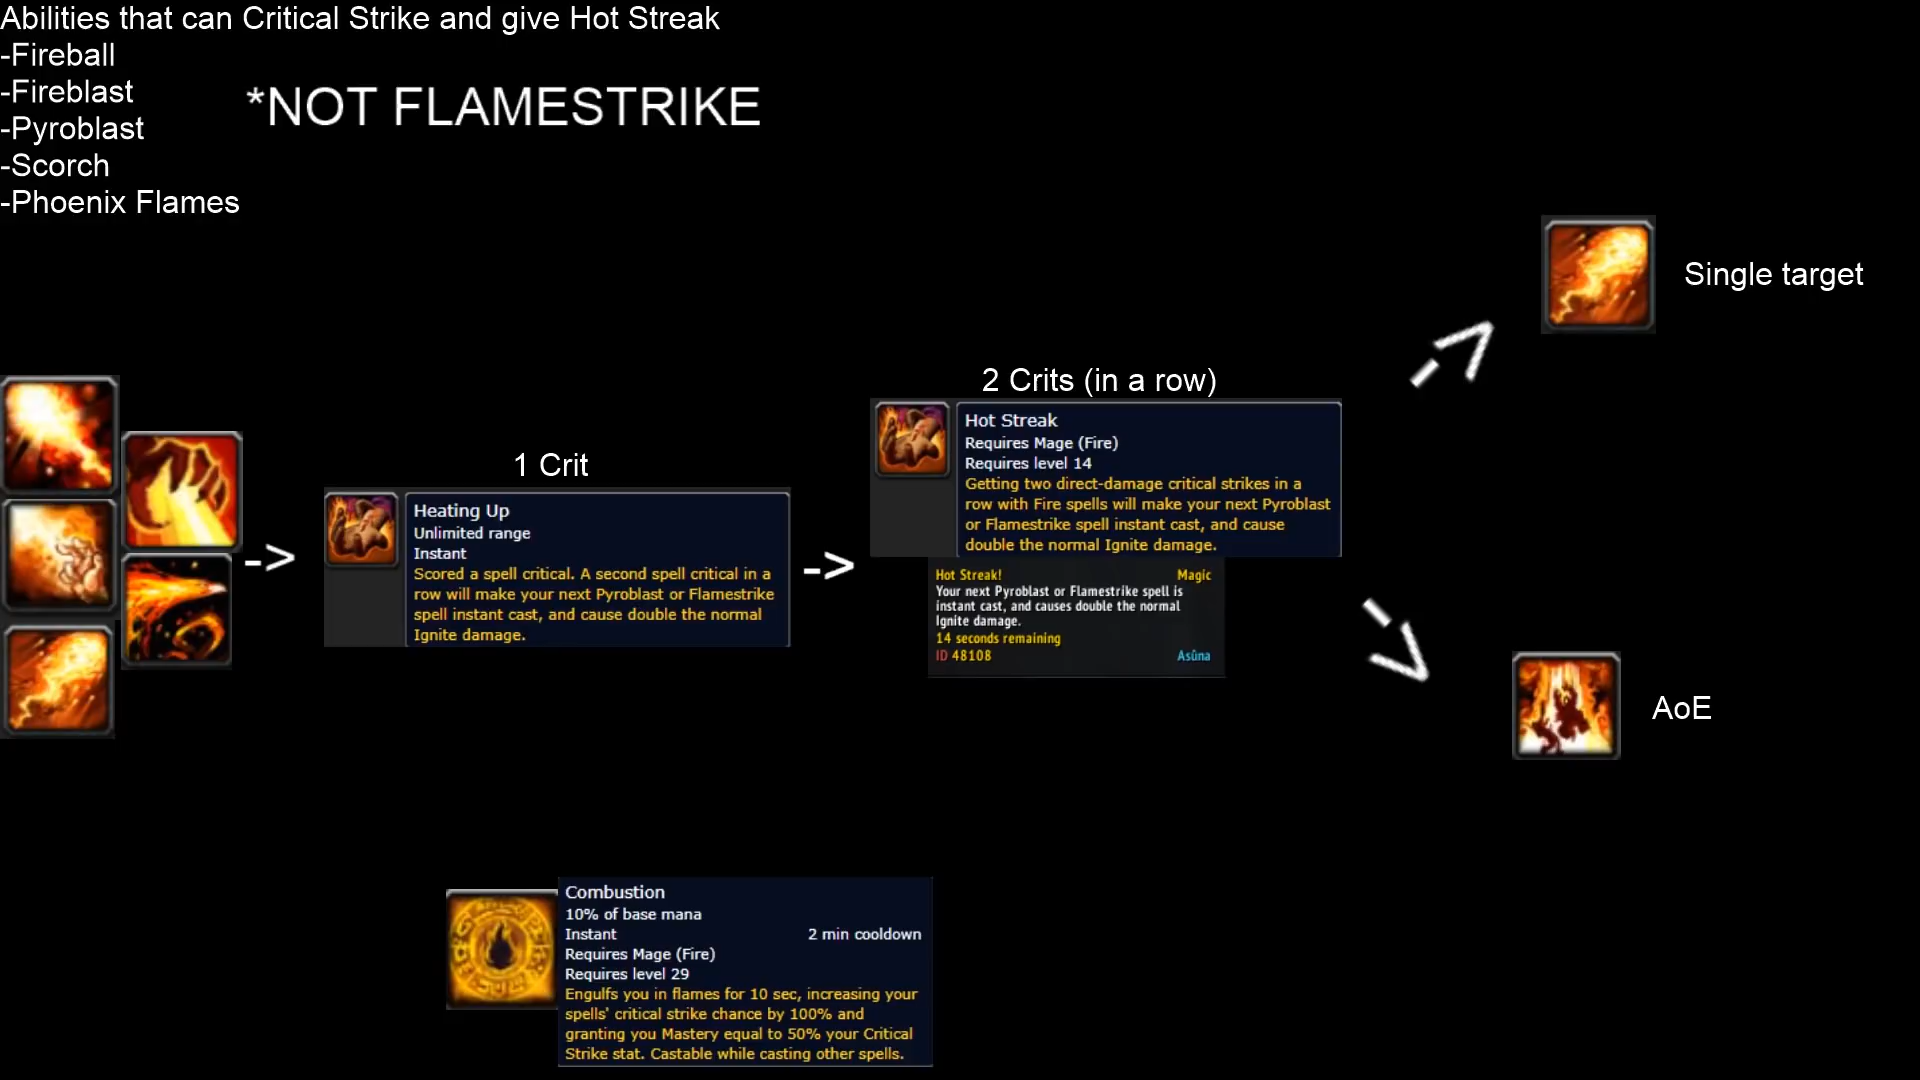 Abilities that can Critical Strike and give Hot Streak
-Fireball
-Fireblast
-Pyroblast
-Scorch
-Phoenix Flames
*NOT FLAMESTRIKE
Single target
->
1 Crit
Heating Up
Unlimited range
Instant
Scored a spell critical. A second spell critical in a
row will make your next Pyroblast or Flamestrike
spell instant cast, and cause double the normal
Ignite damage.
->
2 Crits (in a row)
Hot Streak
Requires Mage (Fire)
Requires level 14
Getting two direct-damage critical strikes in a
row with Fire spells will make your next Pyroblast
or Flamestrike spell instant cast, and cause
double the normal Ignite damage.
Hot Streak! Magic
Your next Pyroblast or Flamestrike spell is
instant cast, and causes double the normal
Ignite damage.
14 seconds remaining
ID 48108 Asûna
->
->
AoE
Combustion
10% of base mana
Instant 2 min cooldown
Requires Mage (Fire)
Requires level 29
Engulfs you in flames for 10 sec, increasing your
spells' critical strike chance by 100% and
granting you Mastery equal to 50% your Critical
Strike stat. Castable while casting other spells.